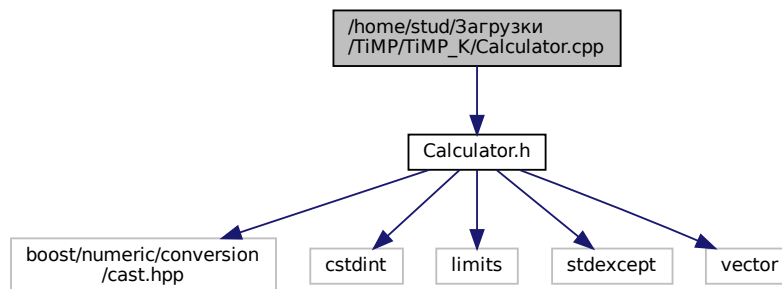 /home/stud/Загрузки
/TiMP/TiMP_K/Calculator.cpp
Calculator.h
boost/numeric/conversion
/cast.hpp
cstdint
limits
stdexcept
vector